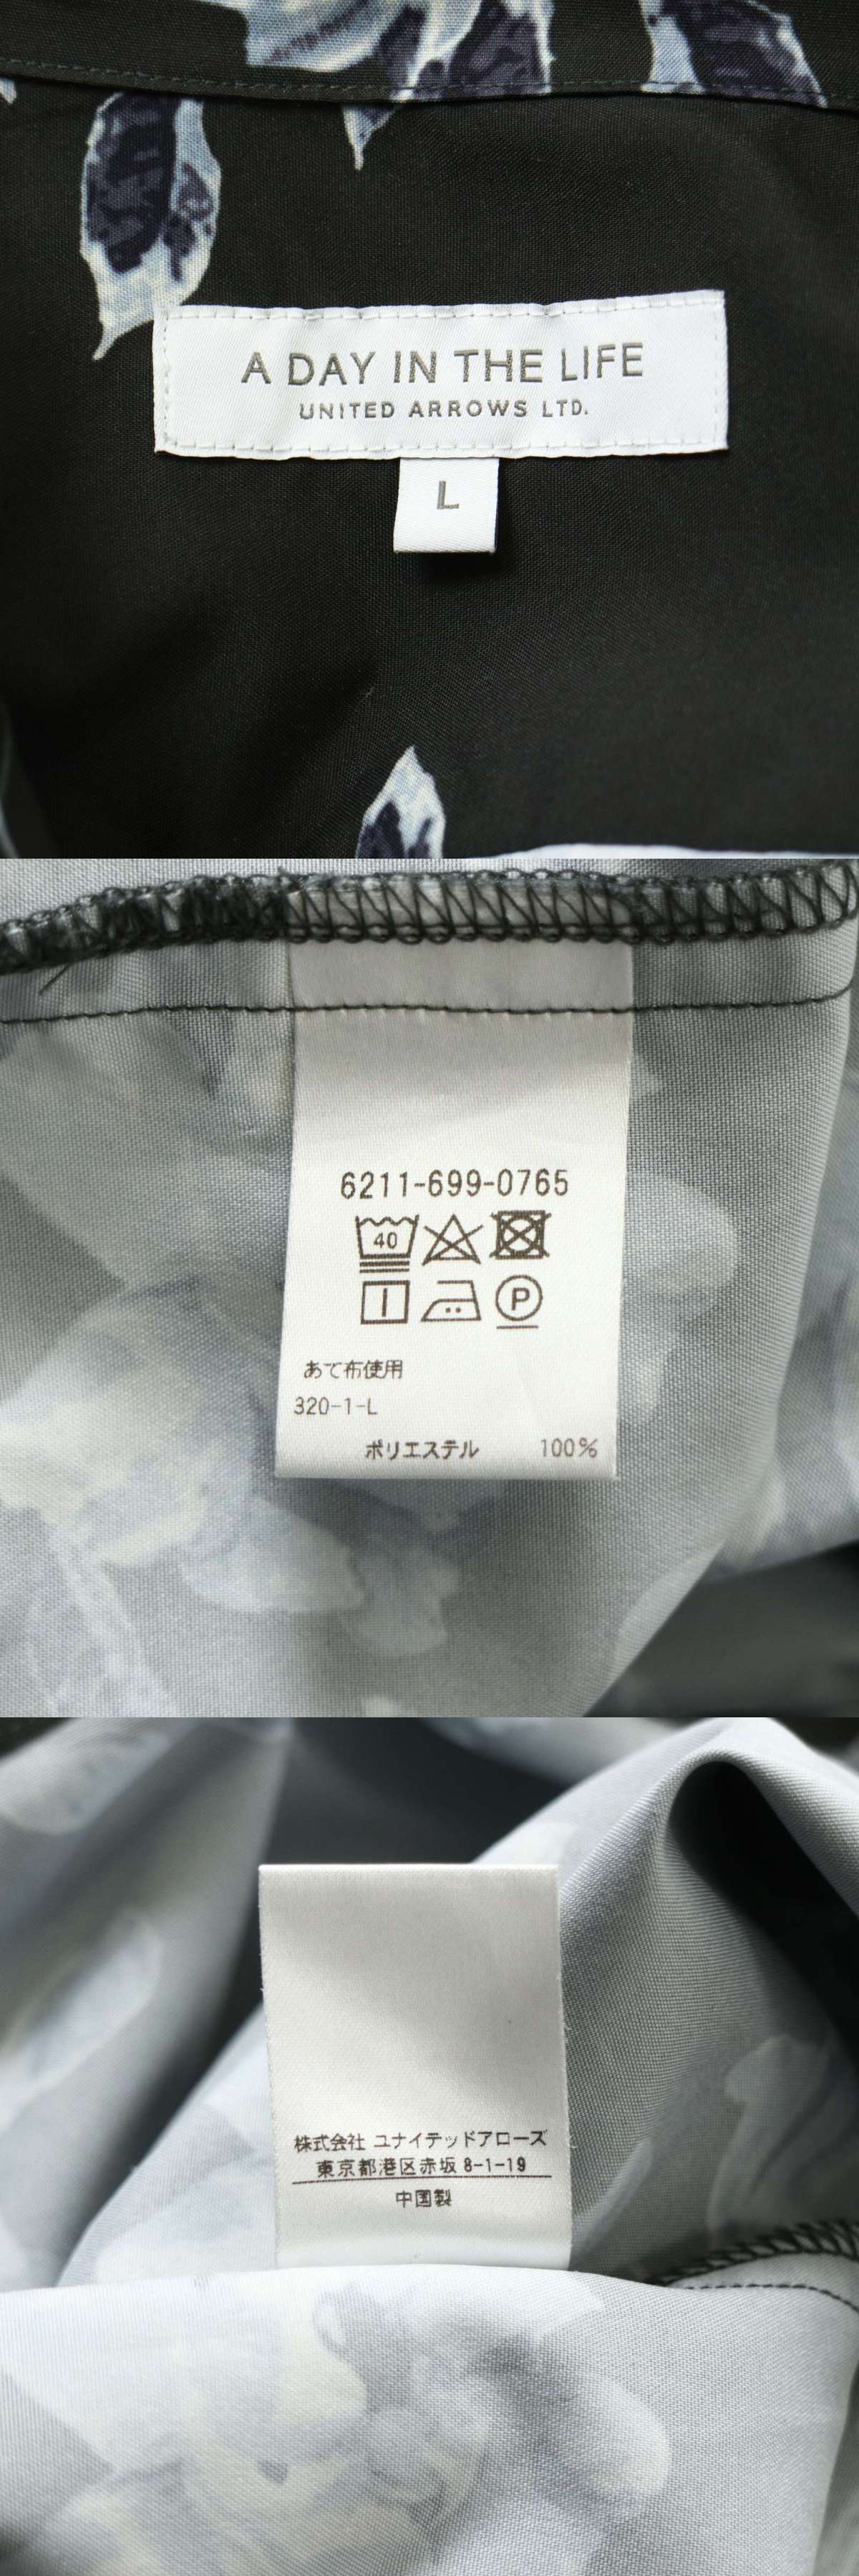 A DAY IN THE LIFE
UNITED ARROWS LTD.
L
6211-699-0765
40
P
あて布使用
320-1-L
ポリエステル 100%
株式会社 ユナイテッドアローズ
東京都港区赤坂 8-1-19
中国製